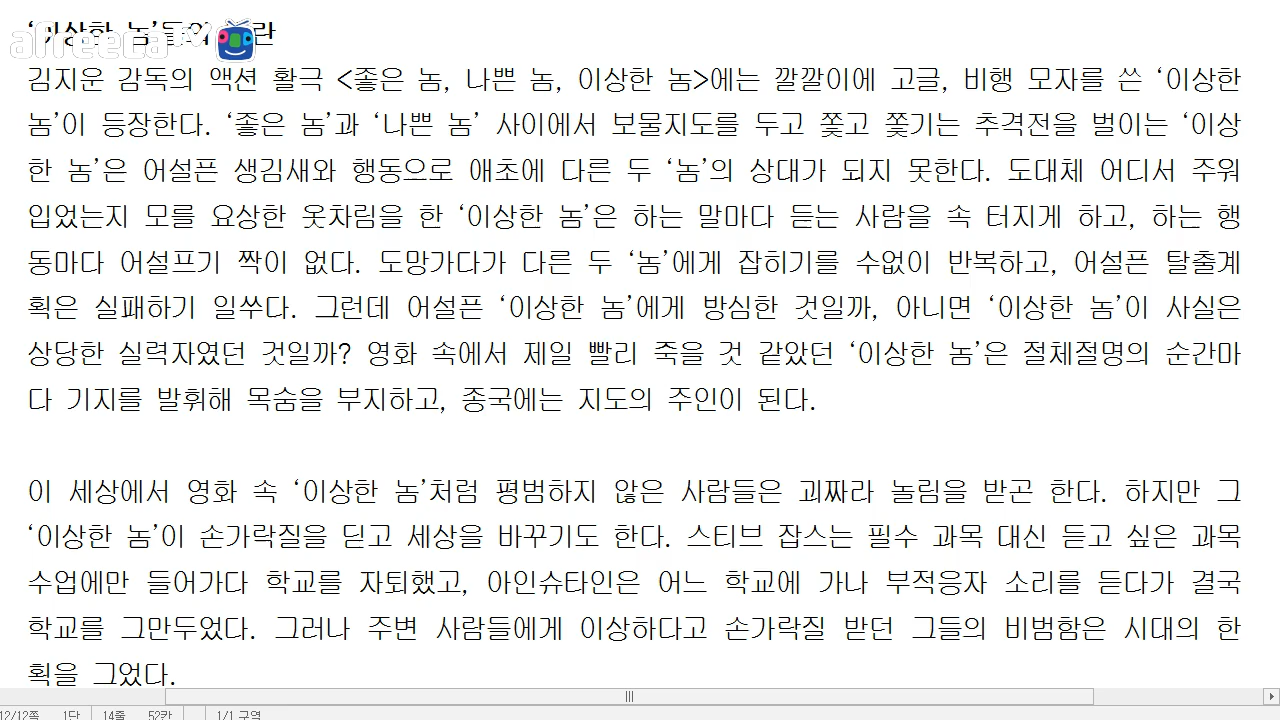 ‘이상한 놈’들의 란
afreecaTV
김지운 감독의 액션 활극 <좋은 놈, 나쁜 놈, 이상한 놈>에는 깔깔이에 고글, 비행 모자를 쓴 ‘이상한
놈’이 등장한다. ‘좋은 놈’과 ‘나쁜 놈’ 사이에서 보물지도를 두고 쫓고 쫓기는 추격전을 벌이는 ‘이상
한 놈’은 어설픈 생김새와 행동으로 애초에 다른 두 ‘놈’의 상대가 되지 못한다. 도대체 어디서 주워
입었는지 모를 요상한 옷차림을 한 ‘이상한 놈’은 하는 말마다 듣는 사람을 속 터지게 하고, 하는 행
동마다 어설프기 짝이 없다. 도망가다가 다른 두 ‘놈’에게 잡히기를 수없이 반복하고, 어설픈 탈출계
획은 실패하기 일쑤다. 그런데 어설픈 ‘이상한 놈’에게 방심한 것일까, 아니면 ‘이상한 놈’이 사실은
상당한 실력자였던 것일까? 영화 속에서 제일 빨리 죽을 것 같았던 ‘이상한 놈’은 절체절명의 순간마
다 기지를 발휘해 목숨을 부지하고, 종국에는 지도의 주인이 된다.
이 세상에서 영화 속 ‘이상한 놈’처럼 평범하지 않은 사람들은 괴짜라 놀림을 받곤 한다. 하지만 그
‘이상한 놈’이 손가락질을 딛고 세상을 바꾸기도 한다. 스티브 잡스는 필수 과목 대신 듣고 싶은 과목
수업에만 들어가다 학교를 자퇴했고, 아인슈타인은 어느 학교에 가나 부적응자 소리를 듣다가 결국
학교를 그만두었다. 그러나 주변 사람들에게 이상하다고 손가락질 받던 그들의 비범함은 시대의 한
획을 그었다.
12/12쪽 1단 14줄 52칸 1/1 구역